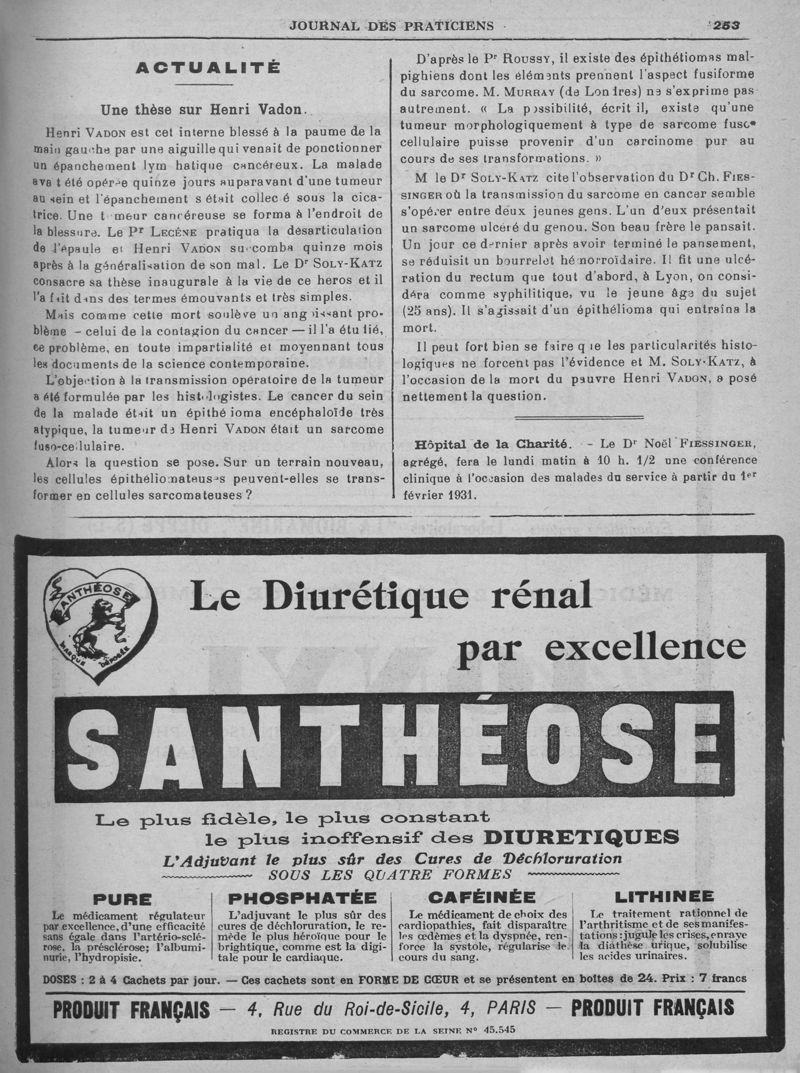 JOURNAL DES PRATICIENS
253
ACTUALITÉ
Une thèse sur Henri Vadon.
Henri VADON est cet interne blessé à la paume de la
main gauche par une aiguille qui venait de ponctionner
un épanchement lym hatique cancéreux. La malade
ava t été opérée quinze jours auparavant d'une tumeur
au sein et l'épanchement s était collec é sous la cica-
trice. Une t meur cancéreuse se forma à l'endroit de
la blessure. Le Pr LECÈNE pratiqua la désarticulation
de l'épaule et Henri VADON succomba quinze mois
après à la généralisation de son mal. Le Dr SOLY-KATZ
consacre sa thèse inaugurale à la vie de ce heros et il
l'a fait dans des termes émouvants et très simples.
Mais comme cette mort soulève un angoissant pro-
blème – celui de la contagion du cancer — il l'a étu lié,
ce problème, en toute impartialité et moyennant tous
les documents de la science contemporaine.
L'objection à la transmission opératoire de la tumeur
a été formulée par les histologistes. Le cancer du sein
de la malade était un épithé ioma encéphaloïde très
atypique, la tumeur de Henri VADON était un sarcome
fuso-cellulaire.
Alors la question se pose. Sur un terrain nouveau,
les cellules épithéliomateuses peuvent-elles se trans-
former en cellules sarcomateuses ?
D'après le Pr ROUSSY, il existe des épithétiomas mal-
pighiens dont les éléments prennent l'aspect fusiforme
du sarcome. M. MURRAY (de Lon lres) ne s'exprime pas
autrement. « La possibilité, écrit il, existe qu'une
tumeur morphologiquement à type de sarcome fuso
cellulaire puisse provenir d'un carcinome pur au
cours de ses transformations. »
M le Dr SOLY-KATZ cite l'observation du Dr Ch. FIES-
SINGER où la transmission du sarcome en cancer semble
s'opérer entre deux jeunes gens. L'un d'eux présentait
un sarcome ulcéré du genou. Son beau frère le pansait.
Un jour ce dernier après avoir terminé le pansement,
se réduisit un bourrelet hémorroïdaire. Il fit une ulcé-
ration du rectum que tout d'abord, à Lyon, on consi-
déra comme syphilitique, vu le jeune âge du sujet
(25 ans). Il s'agissait d'un épithélioma qui entraîna la
mort.
Il peut fort bien se faire que les particularités histo-
logiques ne forcent pas l'évidence et M. SOLY-KATZ, à
l'occasion de la mort du pauvre Henri VADON, a posé
nettement la question.
Hôpital de la Charité. – Le Dr Noël FIESSINGER,
agrégé, fera le lundi matin à 10 h. 1/2 une conférence
clinique à l'occasion des malades du service à partir du 1er
février 1931.
SANTHÉOSE
MARQUE DÉPOSÉE
Le Diurétique rénal
par excellence
SANTHÉOSE
Le plus fidèle, le plus constant
le plus inoffensif des DIURETIQUES
L'Adjuvant le plus sûr des Cures de Déchloruration
SOUS LES QUATRE FORMES
PURE
Le médicament régulateur
par excellence, d'une efficacité
sans égale dans l'artério-sclé-
rose, la présclérose; l'albumi-
nurie, l'hydropisie.
PHOSPHATÉE
L'adjuvant le plus sûr des
cures de déchloruration, le re-
mède le plus héroïque pour le
brightique, comme est la digi-
tale pour le cardiaque.
CAFÉINÉE
Le médicament de choix des
cardiopathies, fait disparaître
les œdèmes et la dyspnée, ren-
force la systole, régularise le
cours du sang.
LITHINEE
Le traitement rationnel de
l'arthritisme et de ses manifes-
tations: jugule les crises, enraye
la diathèse urique, solubilise
les acides urinaires.
DOSES : 2 à 4 Cachets par jour. — Ces cachets sont en FORME DE CŒUR et se présentent en boîtes de 24. Prix : 7 francs
PRODUIT FRANÇAIS — 4, Rue du Roi-de-Sicile, 4, PARIS — PRODUIT FRANÇAIS
REGISTRE DU COMMERCE DE LA SEINE N° 45.545